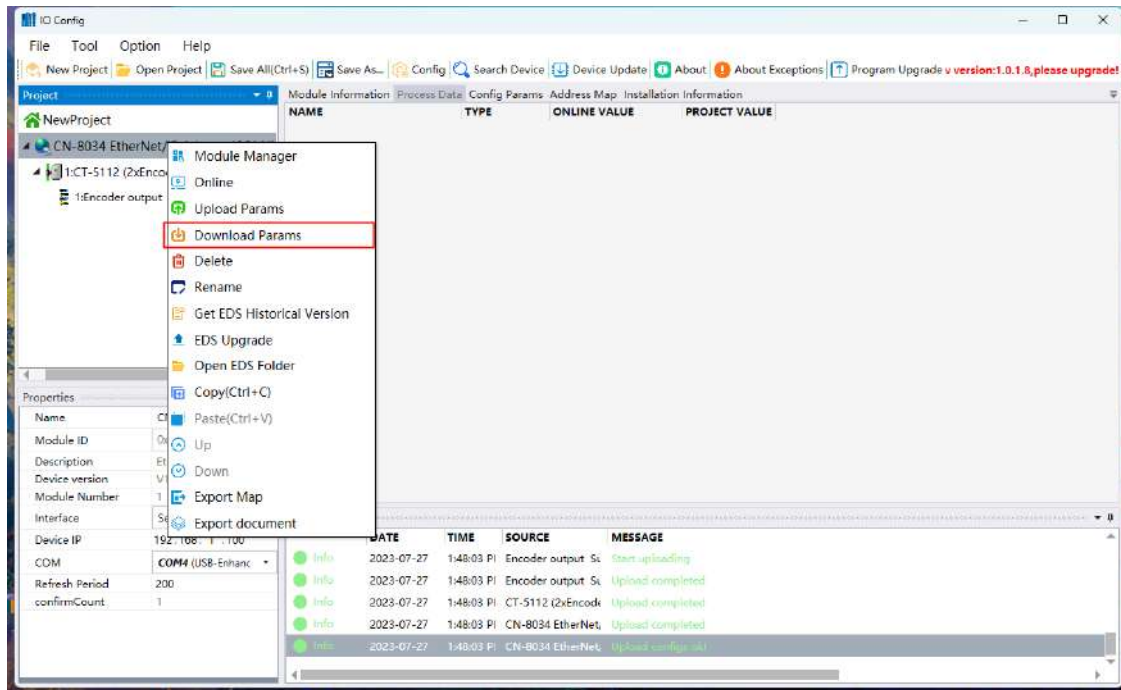 IO Config
File Tool Option Help
New Project Open Project Save All(Ctrl+S) Save As... Config Search Device Device Update About About Exceptions Program Upgrade v version:1.0.1.8,please upgrade!
Project
Module Information Process Data Config Params Address Map Installation Information
NAME TYPE ONLINE VALUE PROJECT VALUE
NewProject
CN-8034 EtherNet/
1:CT-5112 (2xEnco
1:Encoder output
Module Manager
Online
Upload Params
Download Params
Delete
Rename
Get EDS Historical Version
EDS Upgrade
Open EDS Folder
Copy(Ctrl+C)
Paste(Ctrl+V)
Up
Down
Export Map
Export document
Properties
Name
Module ID
Description
Device version
Module Number 1
Interface
Device IP 192.168. 1 .100
COM COM4 (USB-Enhanc
Refresh Period 200
confirmCount 1
DATE TIME SOURCE MESSAGE
Info 2023-07-27 1:48:03 PI Encoder output Su Start uploading
Info 2023-07-27 1:48:03 PI Encoder output Su Upload completed
Info 2023-07-27 1:48:03 PI CT-5112 (2xEncode Upload completed
Info 2023-07-27 1:48:03 PI CN-8034 EtherNet, Upload completed
Info 2023-07-27 1:48:03 PI CN-8034 EtherNet, Upload configs ok!